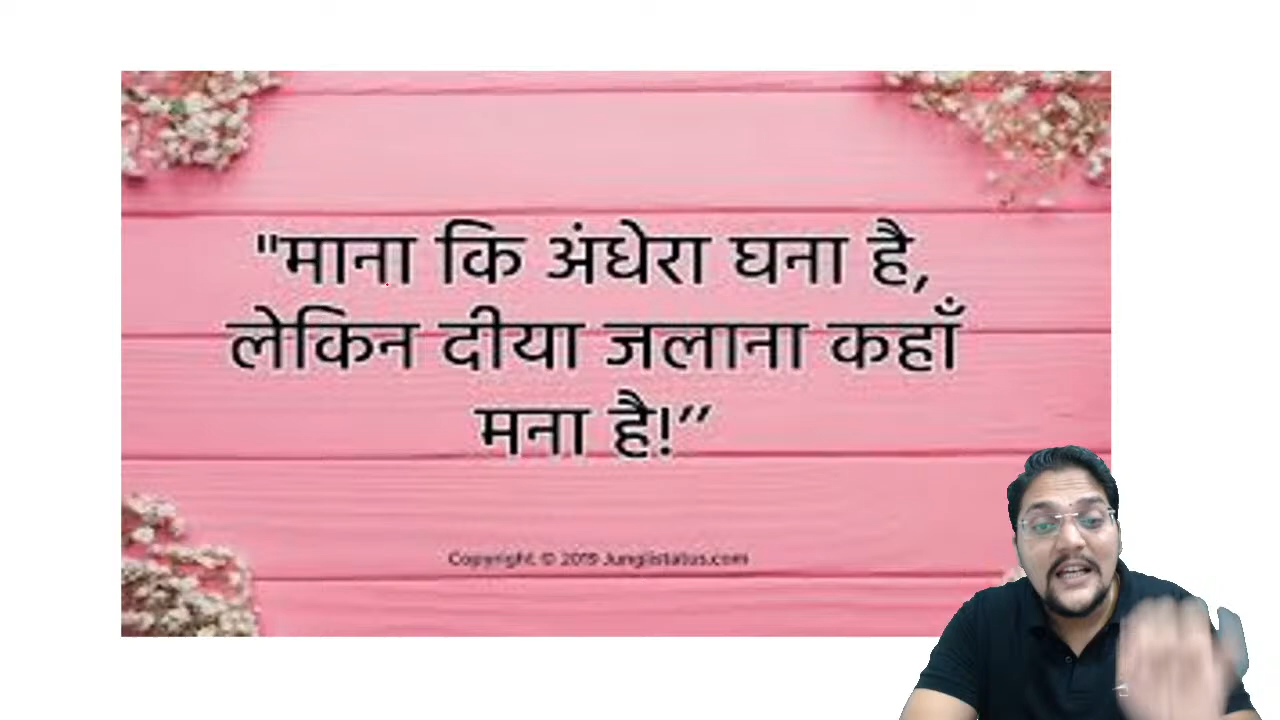 "माना कि अंधेरा घना है,
लेकिन दीया जलाना कहाँ
मना है!”
Copyright © 2019 Junglistatus.com